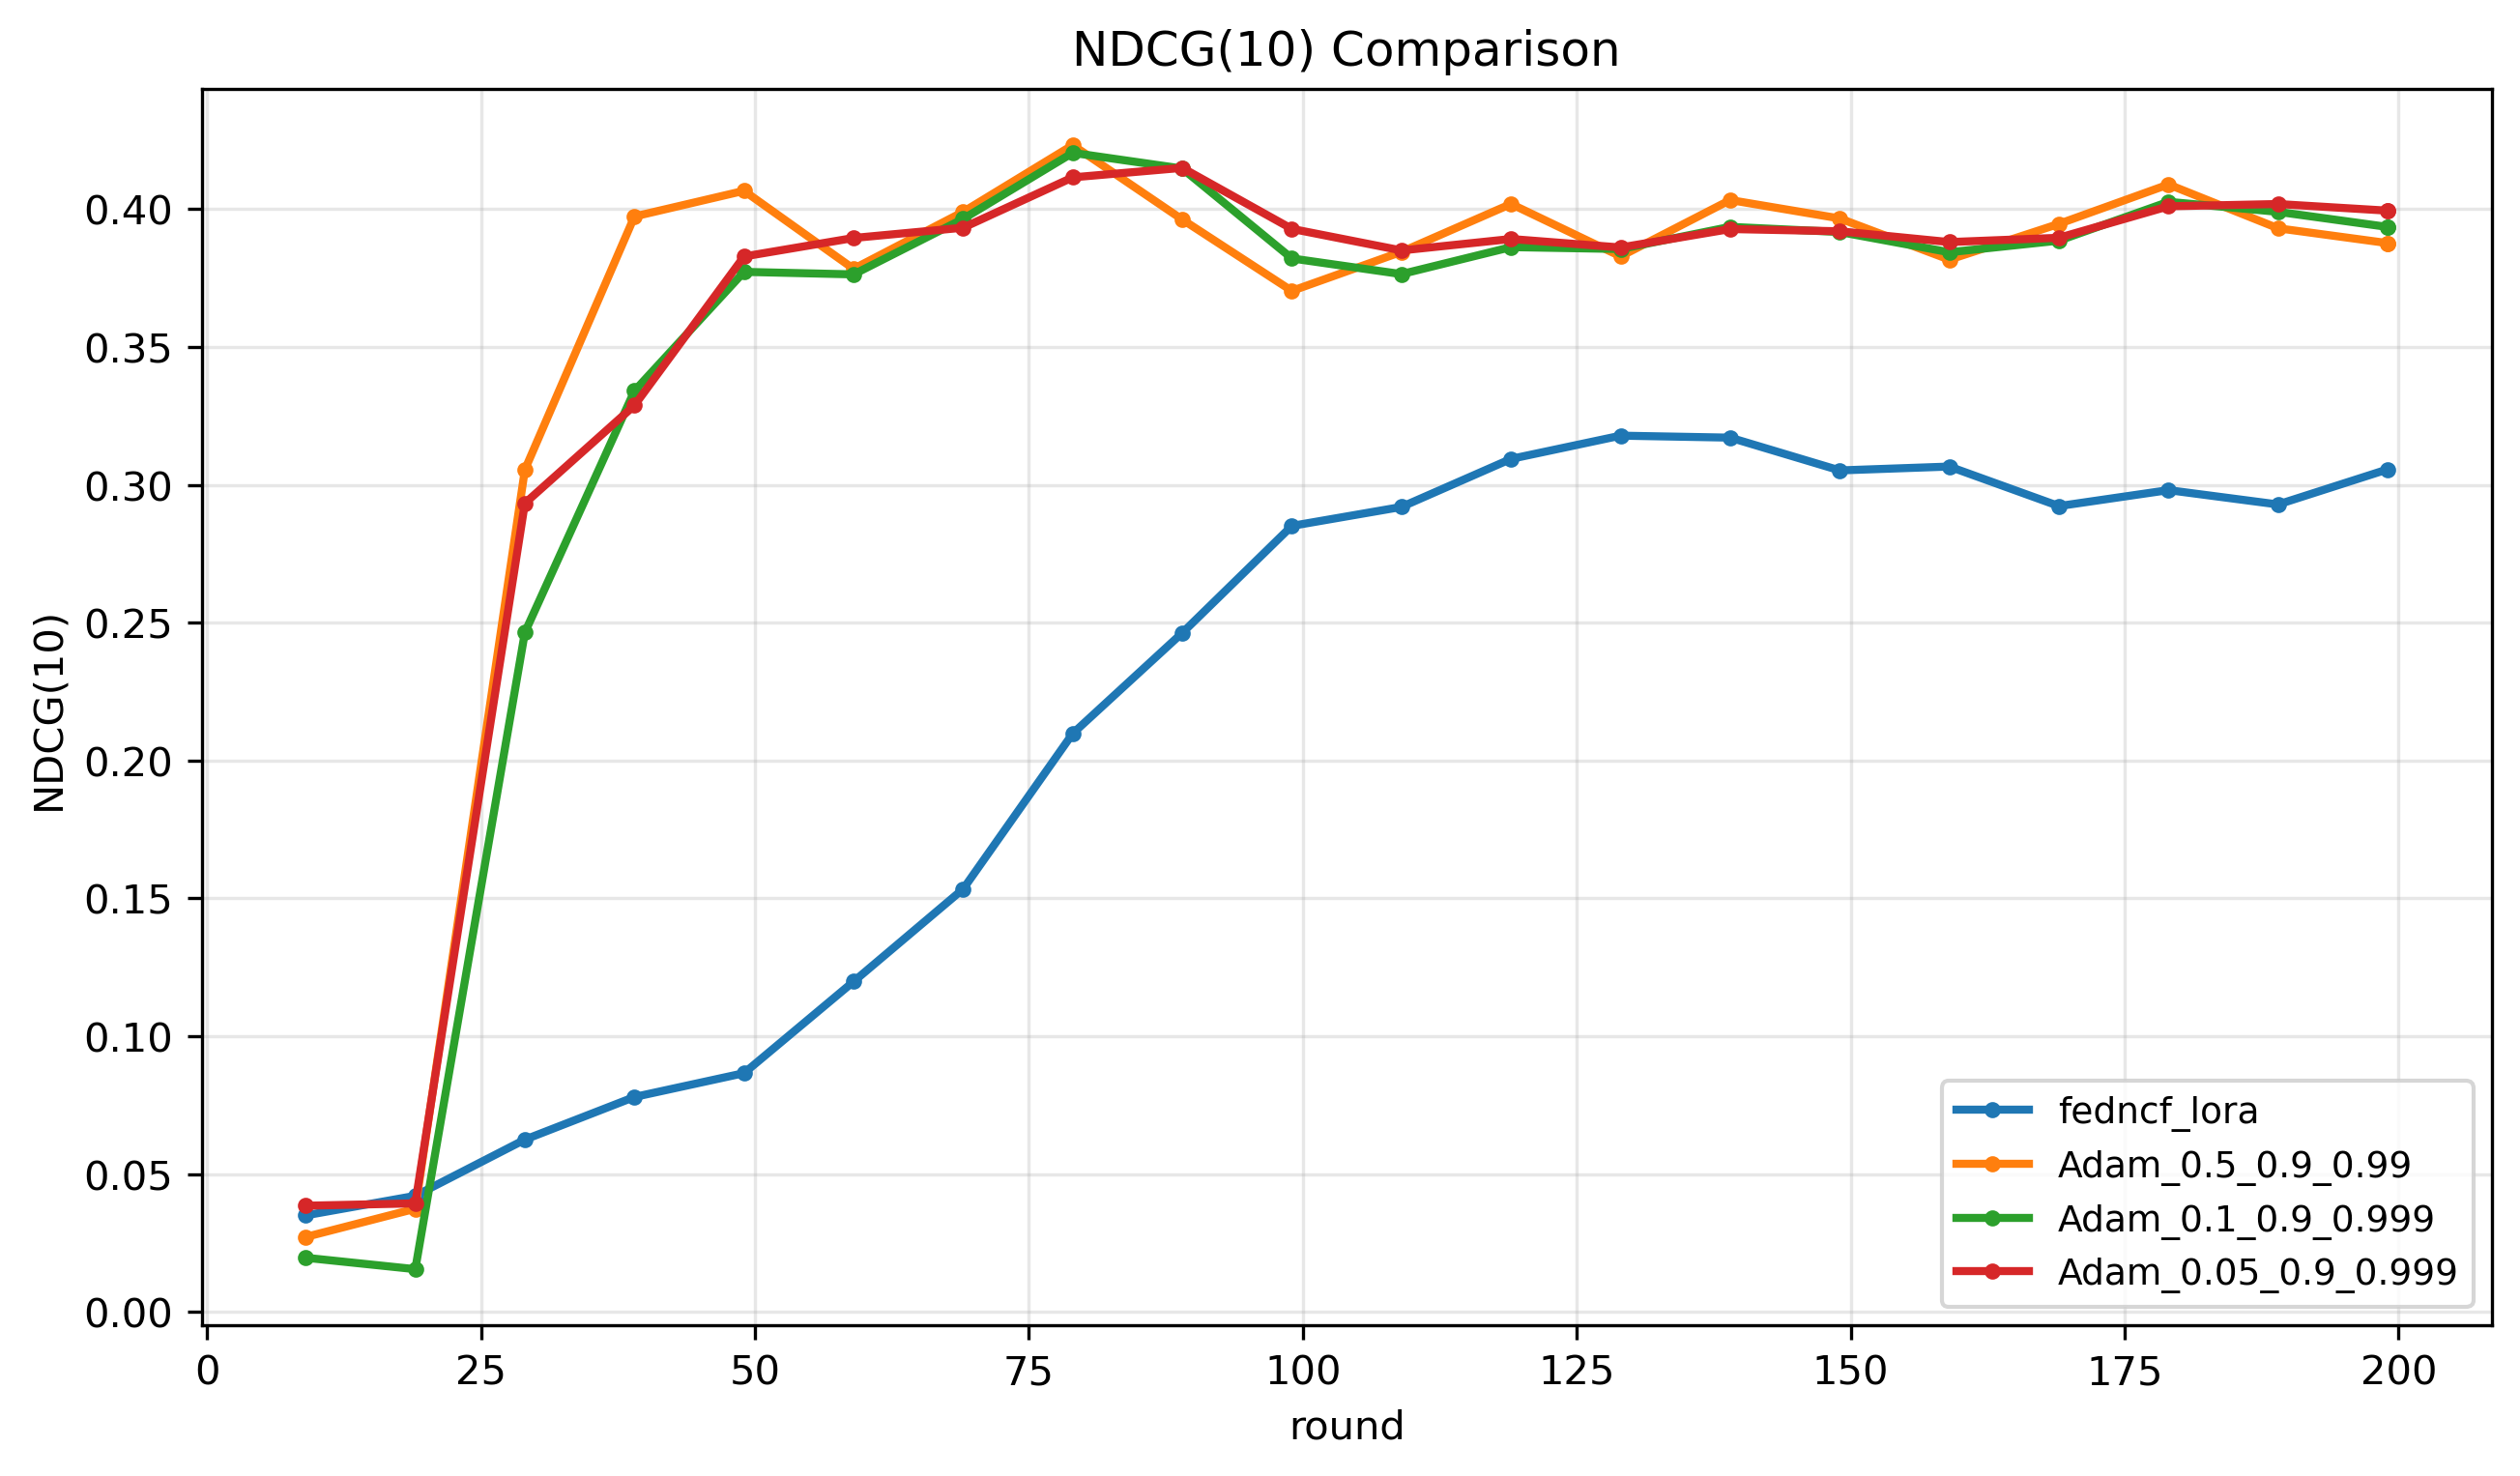 NDCG(10) Comparison
NDCG(10)
0.40
0.35
0.30
0.25
0.20
0.15
0.10
0.05
0.00
0 25 50 75 100 125 150 175 200
round
fedncf_lora
Adam_0.5_0.9_0.99
Adam_0.1_0.9_0.999
Adam_0.05_0.9_0.999